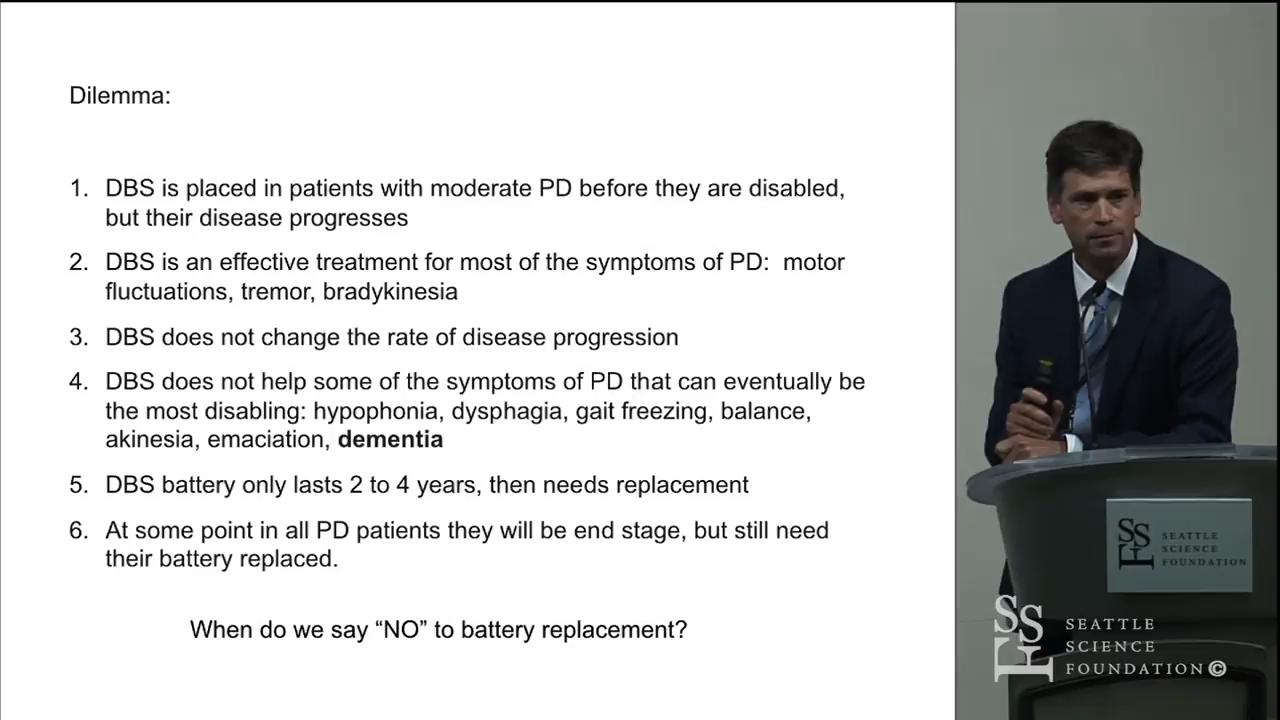 Dilemma:
1. DBS is placed in patients with moderate PD before they are disabled,
but their disease progresses
2. DBS is an effective treatment for most of the symptoms of PD: motor
fluctuations, tremor, bradykinesia
3. DBS does not change the rate of disease progression
4. DBS does not help some of the symptoms of PD that can eventually be
the most disabling: hypophonia, dysphagia, gait freezing, balance,
akinesia, emaciation, dementia
5. DBS battery only lasts 2 to 4 years, then needs replacement
6. At some point in all PD patients they will be end stage, but still need
their battery replaced.
When do we say “NO” to battery replacement?
SSF
SEATTLE
SCIENCE
FOUNDATION
SSF
SEATTLE
SCIENCE
FOUNDATION©